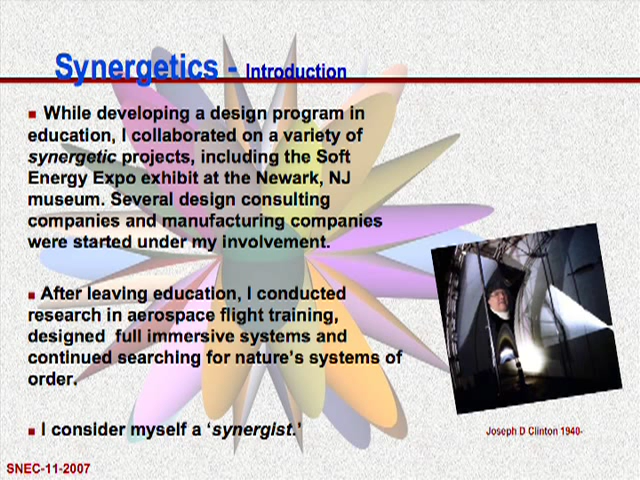 Synergetics - Introduction
While developing a design program in
education, I collaborated on a variety of
synergetic projects, including the Soft
Energy Expo exhibit at the Newark, NJ
museum. Several design consulting
companies and manufacturing companies
were started under my involvement.
After leaving education, I conducted
research in aerospace flight training,
designed full immersive systems and
continued searching for nature's systems of
order.
I consider myself a 'synergist.'
Joseph D Clinton 1940-
SNEC-11-2007